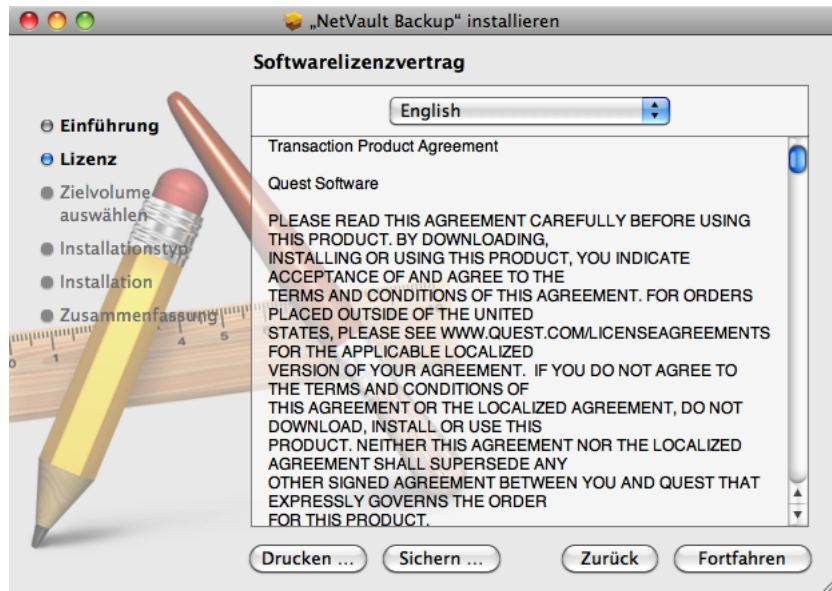 „NetVault Backup“ installieren
Softwarelizenzvertrag
Einführung
Lizenz
Zielvolume
auswählen
Installationstyp
Installation
Zusammenfassung
English
Transaction Product Agreement
Quest Software
PLEASE READ THIS AGREEMENT CAREFULLY BEFORE USING
THIS PRODUCT. BY DOWNLOADING,
INSTALLING OR USING THIS PRODUCT, YOU INDICATE
ACCEPTANCE OF AND AGREE TO THE
TERMS AND CONDITIONS OF THIS AGREEMENT. FOR ORDERS
PLACED OUTSIDE OF THE UNITED
STATES, PLEASE SEE WWW.QUEST.COM/LICENSEAGREEMENTS
FOR THE APPLICABLE LOCALIZED
VERSION OF YOUR AGREEMENT.  IF YOU DO NOT AGREE TO
THE TERMS AND CONDITIONS OF
THIS AGREEMENT OR THE LOCALIZED AGREEMENT, DO NOT
DOWNLOAD, INSTALL OR USE THIS
PRODUCT. NEITHER THIS AGREEMENT NOR THE LOCALIZED
AGREEMENT SHALL SUPERSEDE ANY
OTHER SIGNED AGREEMENT BETWEEN YOU AND QUEST THAT
EXPRESSLY GOVERNS THE ORDER
FOR THIS PRODUCT.
0 1 4 5
Drucken ...
Sichern ...
Zurück
Fortfahren